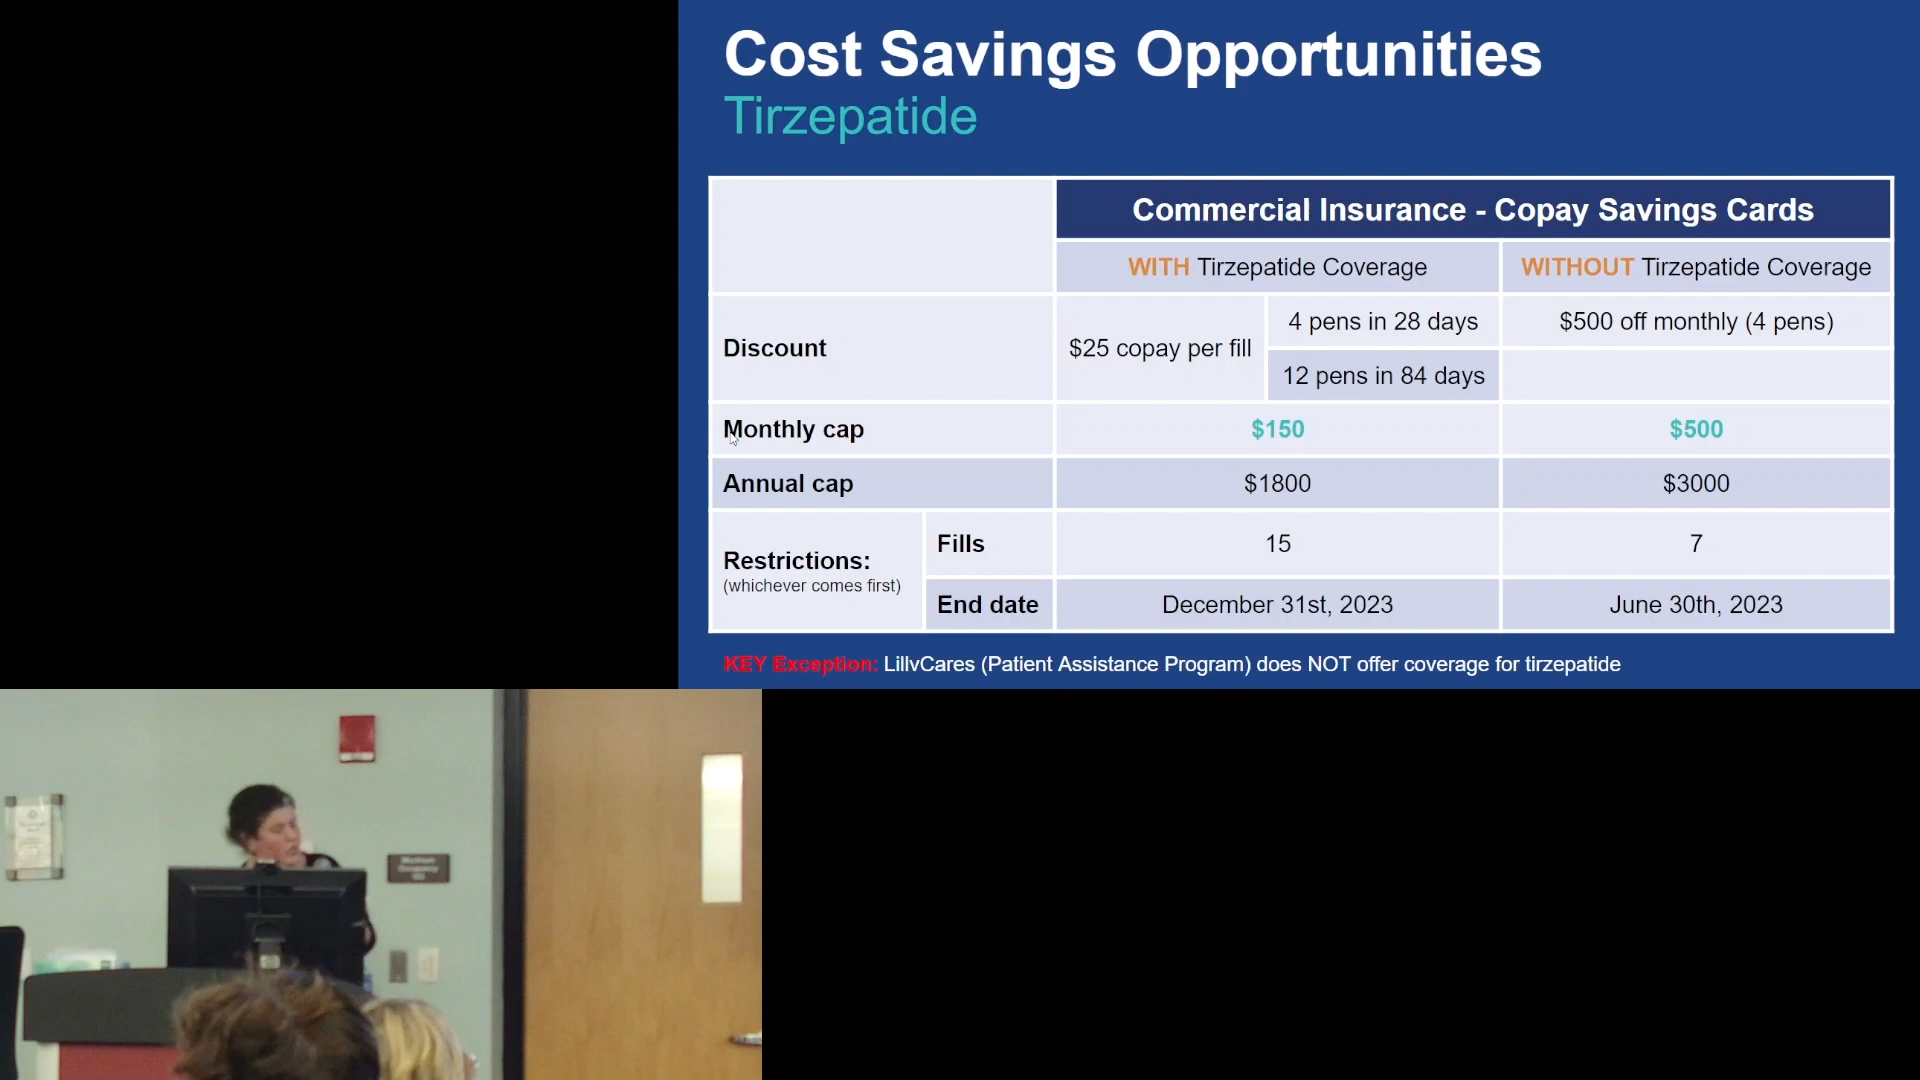 Cost Savings Opportunities
Tirzepatide
Commercial Insurance - Copay Savings Cards
WITH Tirzepatide Coverage
WITHOUT Tirzepatide Coverage
Discount
$25 copay per fill
4 pens in 28 days
$500 off monthly (4 pens)
12 pens in 84 days
Monthly cap
$150
$500
Annual cap
$1800
$3000
Restrictions:
(whichever comes first)
Fills
15
7
End date
December 31st, 2023
June 30th, 2023
KEY Exception: LillyCares (Patient Assistance Program) does NOT offer coverage for tirzepatide
Maximum
Occupancy